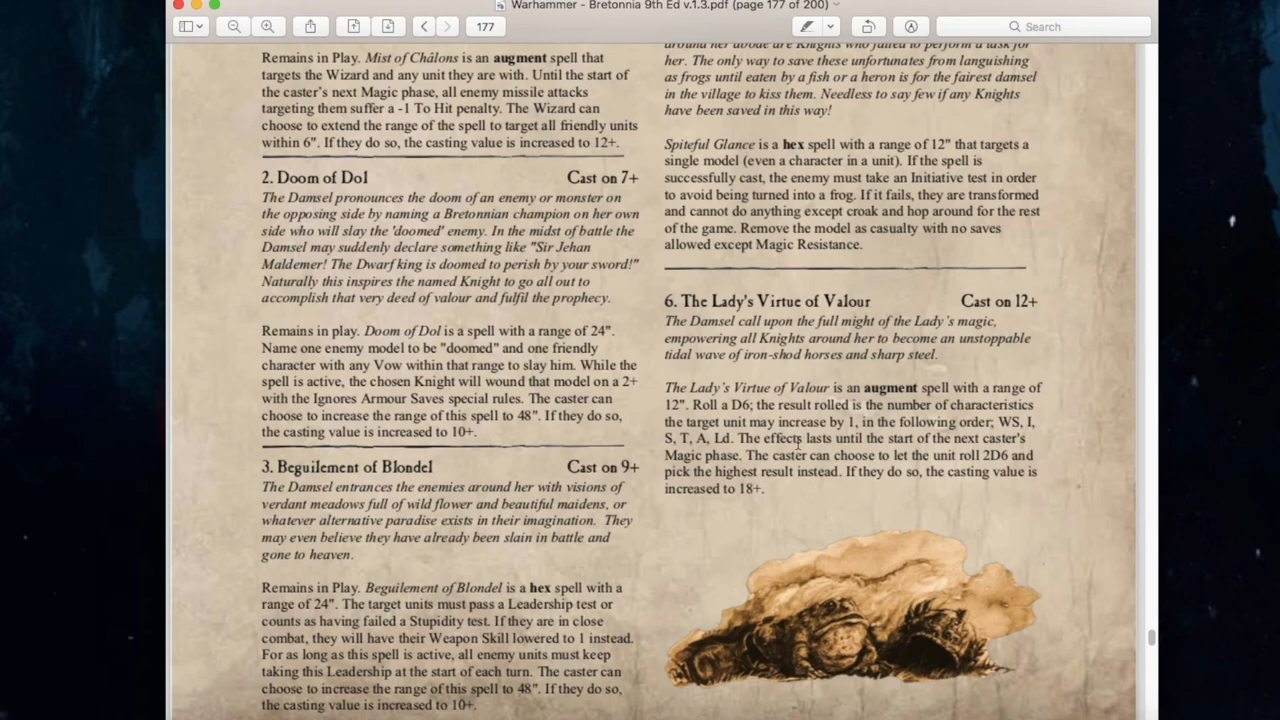 Warhammer - Bretonnia 9th Ed v.1.3.pdf (page 177 of 200)
177
Search
Remains in Play. Mist of Châlons is an augment spell that
targets the Wizard and any unit they are with. Until the start of
the caster's next Magic phase, all enemy missile attacks
targeting them suffer a -1 To Hit penalty. The Wizard can
choose to extend the range of the spell to target all friendly units
within 6". If they do so, the casting value is increased to 12+.
2. Doom of Dol Cast on 7+
The Damsel pronounces the doom of an enemy or monster on
the opposing side by naming a Bretonnian champion on her own
side who will slay the 'doomed' enemy. In the midst of battle the
Damsel may suddenly declare something like "Sir Jehan
Maldemer! The Dwarf king is doomed to perish by your sword!"
Naturally this inspires the named Knight to go all out to
accomplish that very deed of valour and fulfil the prophecy.
Remains in play. Doom of Dol is a spell with a range of 24".
Name one enemy model to be "doomed" and one friendly
character with any Vow within that range to slay him. While the
spell is active, the chosen Knight will wound that model on a 2+
with the Ignores Armour Saves special rules. The caster can
choose to increase the range of this spell to 48". If they do so,
the casting value is increased to 10+.
3. Beguilement of Blondel Cast on 9+
The Damsel entrances the enemies around her with visions of
verdant meadows full of wild flower and beautiful maidens, or
whatever alternative paradise exists in their imagination. They
may even believe they have already been slain in battle and
gone to heaven.
Remains in Play. Beguilement of Blondel is a hex spell with a
range of 24". The target units must pass a Leadership test or
counts as having failed a Stupidity test. If they are in close
combat, they will have their Weapon Skill lowered to 1 instead.
For as long as this spell is active, all enemy units must keep
taking this Leadership at the start of each turn. The caster can
choose to increase the range of this spell to 48". If they do so,
the casting value is increased to 10+.
around her abode are Knights who failed to perform a task for
her. The only way to save these unfortunates from languishing
as frogs until eaten by a fish or a heron is for the fairest damsel
in the village to kiss them. Needless to say few if any Knights
have been saved in this way!
Spiteful Glance is a hex spell with a range of 12" that targets a
single model (even a character in a unit). If the spell is
successfully cast, the enemy must take an Initiative test in order
to avoid being turned into a frog. If it fails, they are transformed
and cannot do anything except croak and hop around for the rest
of the game. Remove the model as casualty with no saves
allowed except Magic Resistance.
6. The Lady's Virtue of Valour Cast on 12+
The Damsel call upon the full might of the Lady's magic,
empowering all Knights around her to become an unstoppable
tidal wave of iron-shod horses and sharp steel.
The Lady's Virtue of Valour is an augment spell with a range of
12". Roll a D6; the result rolled is the number of characteristics
the target unit may increase by 1, in the following order; WS, I,
S, T, A, Ld. The effects lasts until the start of the next caster's
Magic phase. The caster can choose to let the unit roll 2D6 and
pick the highest result instead. If they do so, the casting value is
increased to 18+.